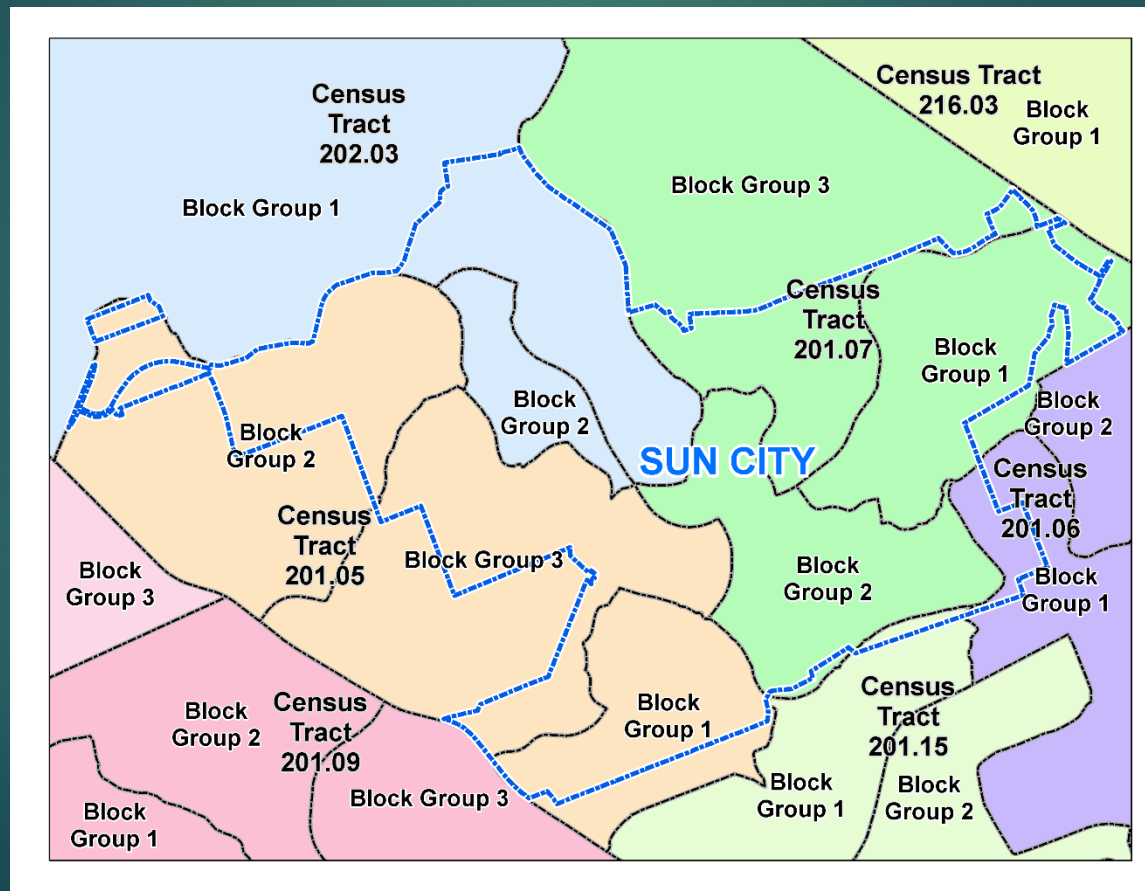 Census Tract
216.03
Block
Group 1
Census
Tract
202.03
Block Group 3
Block Group 1
Census
Tract
201.07
Block
Group 1
Block
Group 2
Block
Group 2
Block
Group 2
SUN CITY
Census
Tract
201.06
Census
Tract
201.05
Block Group 3
Block
Group 3
Block
Group 2
Block
Group 1
Census
Tract
201.15
Block
Group 1
Block
Group 2
Census
Tract
201.09
Block Group 3
Block
Group 1
Block
Group 2
Block
Group 1